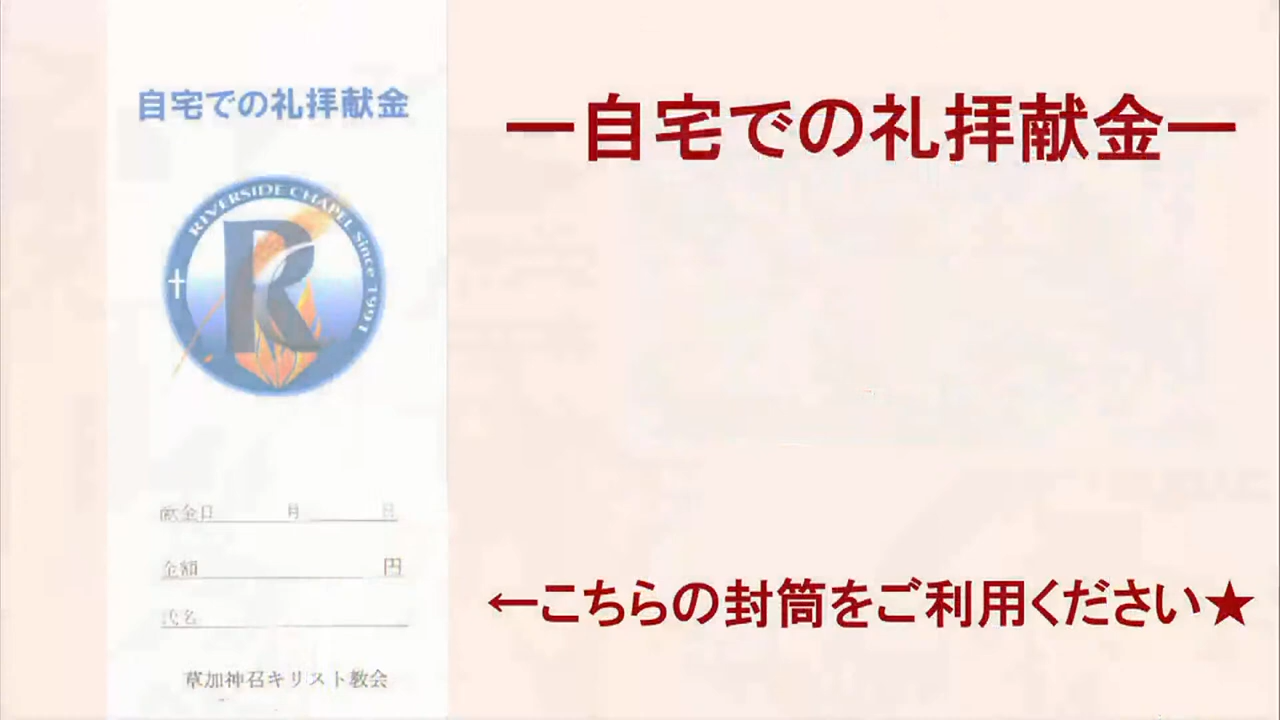 自宅での礼拝献金
RIVERSIDE CHAPEL Since 1991
R
献金日 月 日
金額 円
氏名
草加神召キリスト教会
ー自宅での礼拝献金ー
←こちらの封筒をご利用ください★